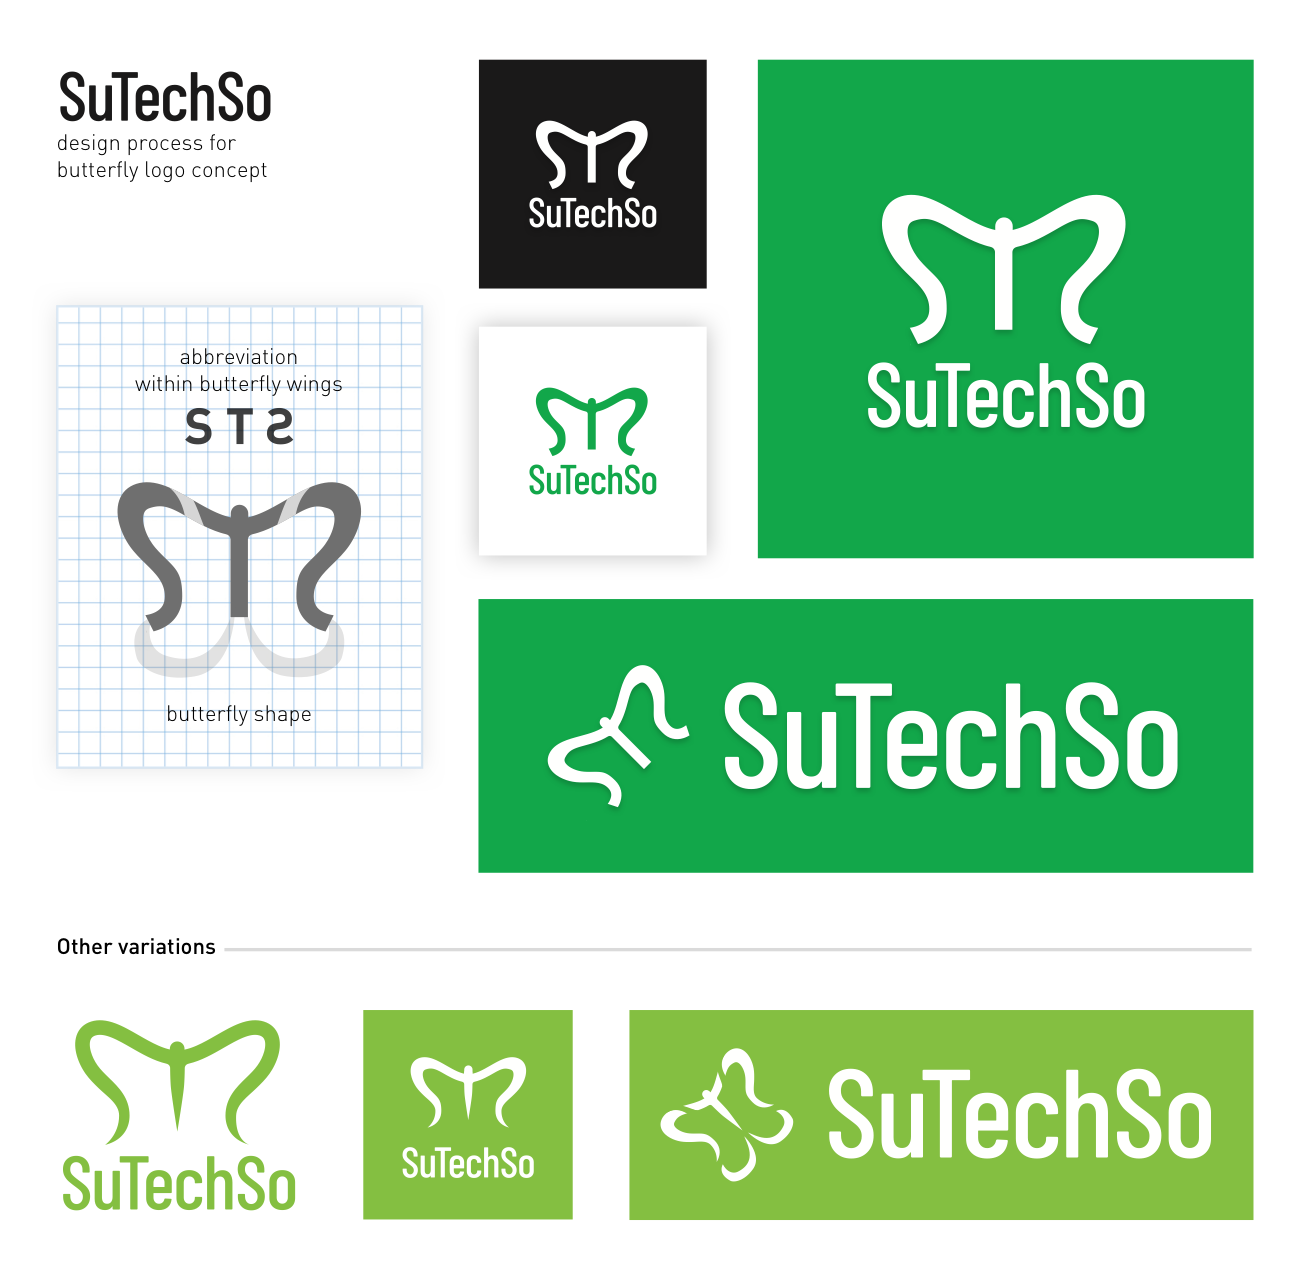 SuTechSo
design process for
butterfly logo concept
abbreviation
within butterfly wings
S T S
butterfly shape
SuTechSo
SuTechSo
SuTechSo
SuTechSo
Other variations
SuTechSo
SuTechSo
SuTechSo